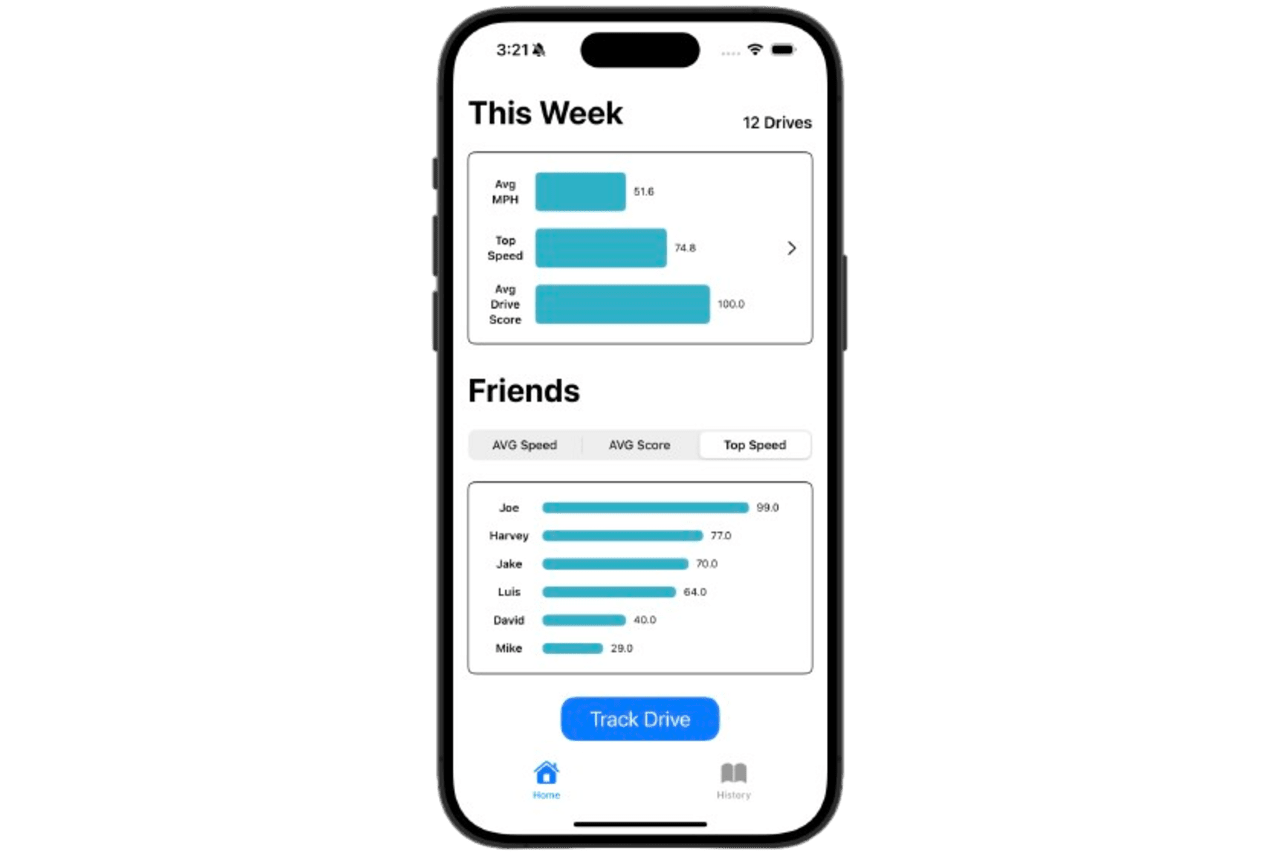 3:21
This Week
12 Drives
Avg
MPH
51.6
Top
Speed
74.8
Avg
Drive
Score
100.0
Friends
AVG Speed
AVG Score
Top Speed
Joe 99.0
Harvey 77.0
Jake 70.0
Luis 64.0
David 40.0
Mike 29.0
Track Drive
Home
History